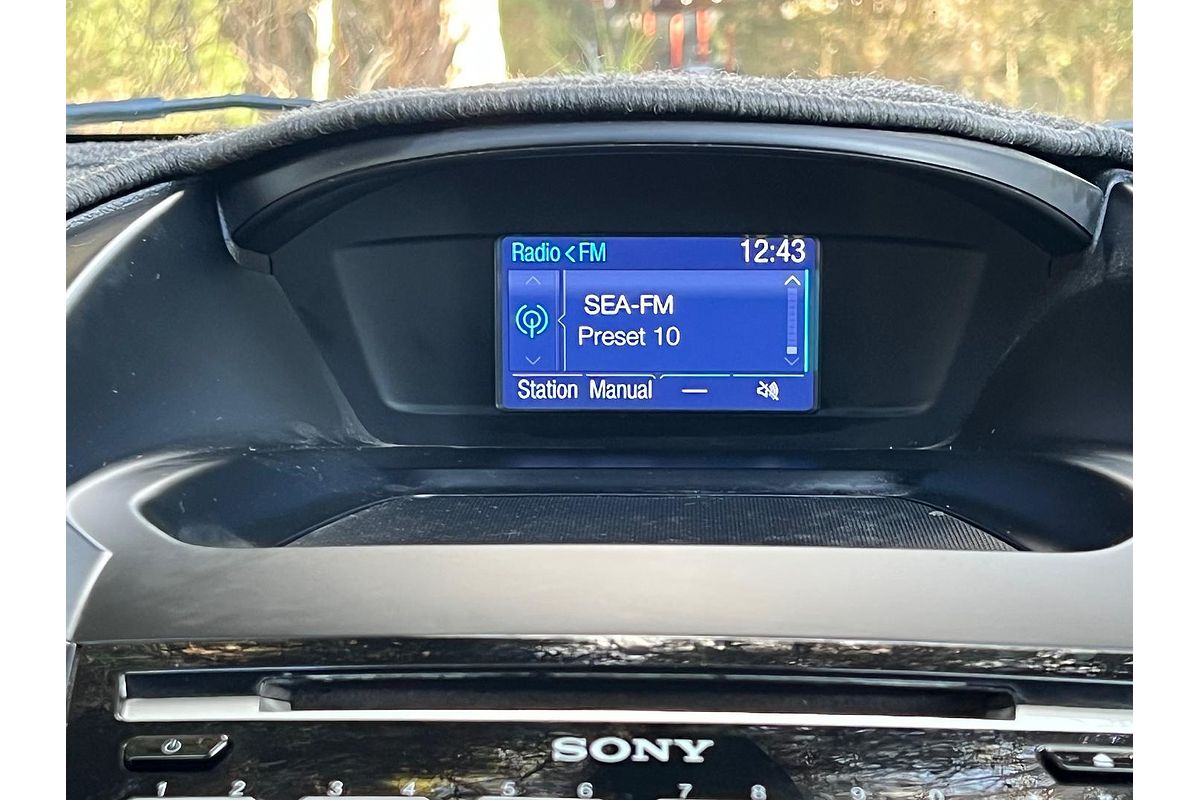 Radio < FM 12:43
SEA-FM
Preset 10
Station Manual —
SONY
1 2 3 4 5 6 7 8 9 0